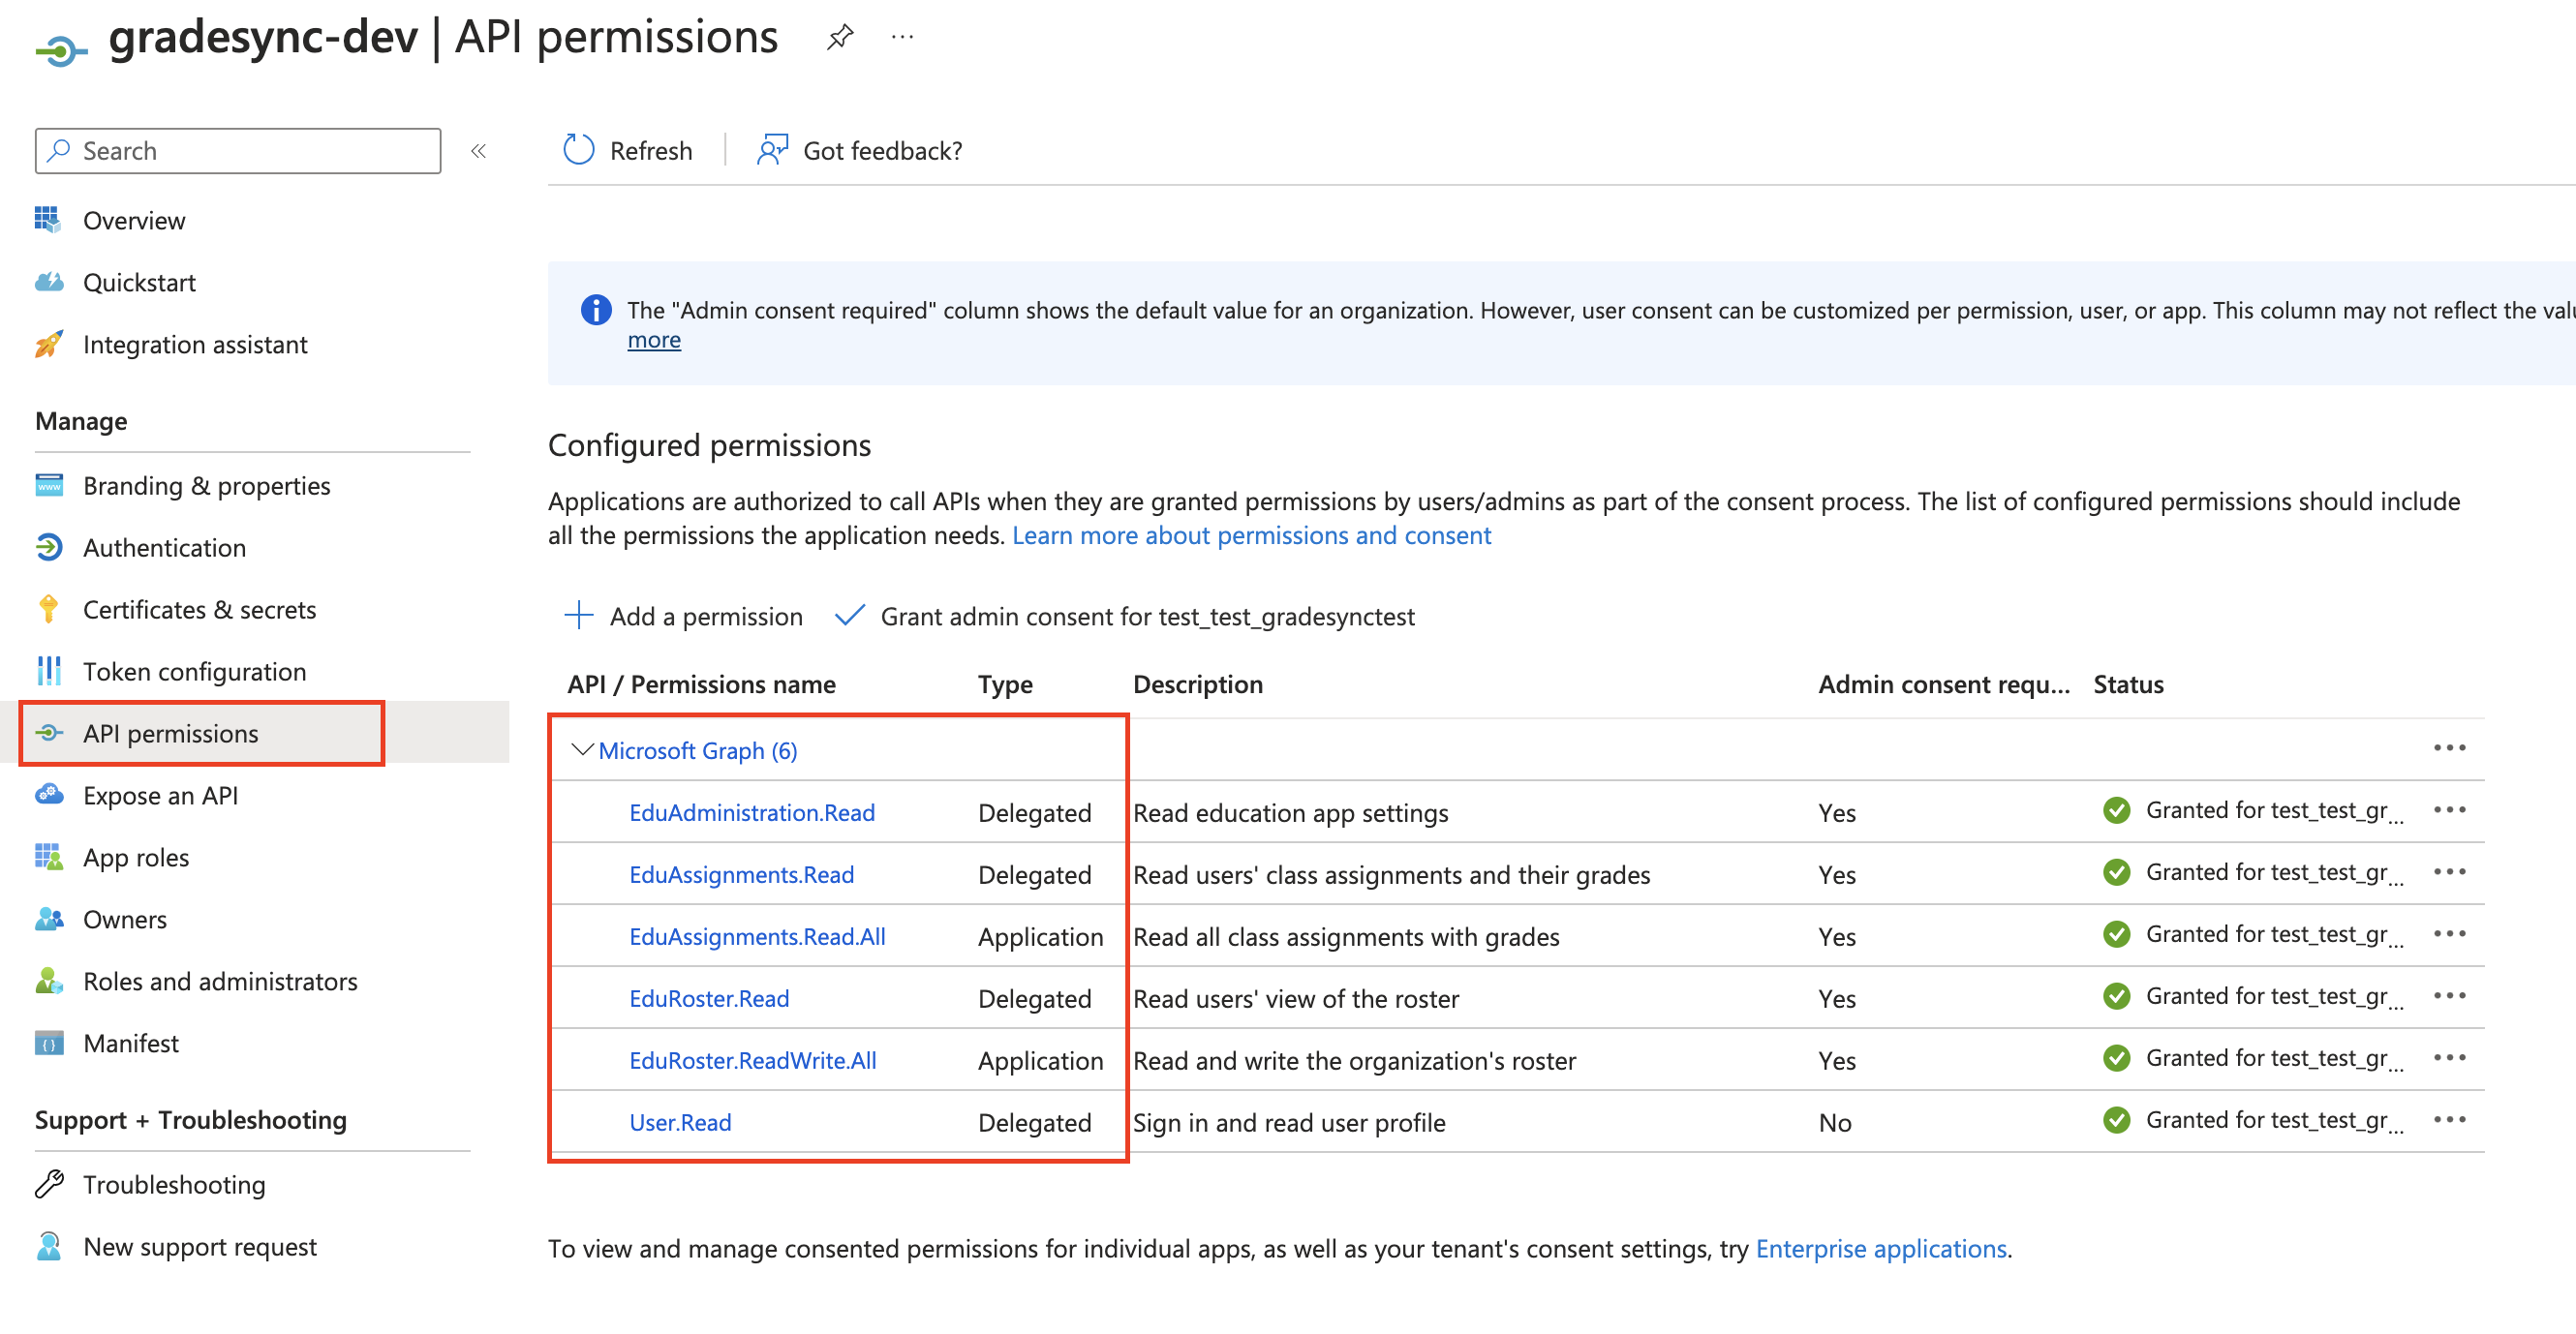 gradesync-dev | API permissions ...
Search
Refresh
Got feedback?
Overview
Quickstart
Integration assistant
Manage
Branding & properties
Authentication
Certificates & secrets
Token configuration
API permissions
Expose an API
App roles
Owners
Roles and administrators
Manifest
Support + Troubleshooting
Troubleshooting
New support request
The "Admin consent required" column shows the default value for an organization. However, user consent can be customized per permission, user, or app. This column may not reflect the
more
Configured permissions
Applications are authorized to call APIs when they are granted permissions by users/admins as part of the consent process. The list of configured permissions should include
all the permissions the application needs. Learn more about permissions and consent
Add a permission Grant admin consent for test_test_gradesynctest
API / Permissions name Type Description Admin consent requ... Status
Microsoft Graph (6)
EduAdministration.Read Delegated Read education app settings Yes Granted for test_test_gr...
EduAssignments.Read Delegated Read users' class assignments and their grades Yes Granted for test_test_gr...
EduAssignments.Read.All Application Read all class assignments with grades Yes Granted for test_test_gr...
EduRoster.Read Delegated Read users' view of the roster Yes Granted for test_test_gr...
EduRoster.ReadWrite.All Application Read and write the organization's roster Yes Granted for test_test_gr...
User.Read Delegated Sign in and read user profile No Granted for test_test_gr...
To view and manage consented permissions for individual apps, as well as your tenant's consent settings, try Enterprise applications.